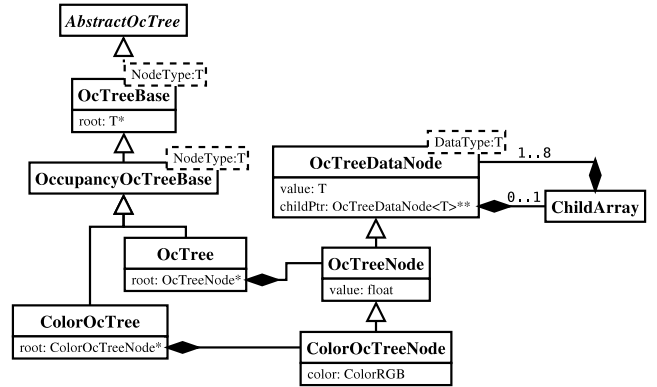 AbstractOcTree
NodeType:T
OcTreeBase
root: T*
NodeType:T
OccupancyOcTreeBase
DataType:T
OcTreeDataNode
value: T
childPtr: OcTreeDataNode<T>**
1..8
0..1
ChildArray
OcTree
root: OcTreeNode*
OcTreeNode
value: float
ColorOcTree
root: ColorOcTreeNode*
ColorOcTreeNode
color: ColorRGB